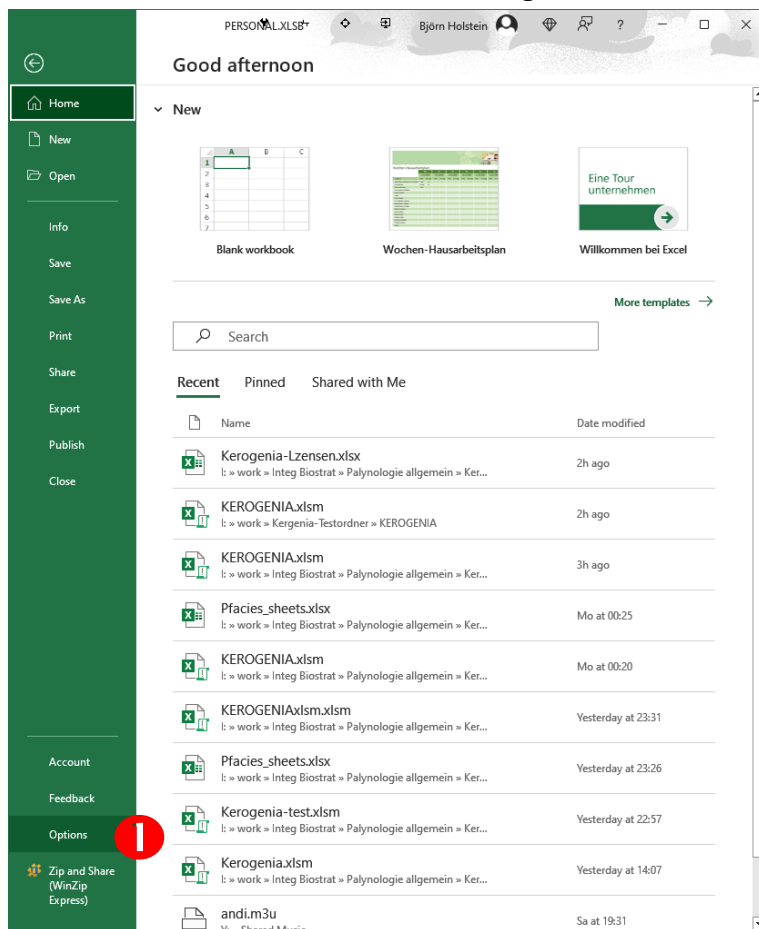 PERSONAL.XLSB
Björn Holstein
?
Good afternoon
Home
New
Open
Info
Save
Save As
Print
Share
Export
Publish
Close
Account
Feedback
Options
1
Zip and Share
(WinZip
Express)
New
A B C
1
2
3
4
5
6
7
Blank workbook
Wochen-Hausarbeitsplan
Eine Tour
unternehmen
Willkommen bei Excel
More templates
Search
Recent Pinned Shared with Me
Name Date modified
Kerogenia-Lzensen.xlsx
I: » work » Integ Biostrat » Palynologie allgemein » Ker...
2h ago
KEROGENIA.xlsm
I: » work » Kergenia-Testordner » KEROGENIA
2h ago
KEROGENIA.xlsm
I: » work » Integ Biostrat » Palynologie allgemein » Ker...
3h ago
Pfacies_sheets.xlsx
I: » work » Integ Biostrat » Palynologie allgemein » Ker...
Mo at 00:25
KEROGENIA.xlsm
I: » work » Integ Biostrat » Palynologie allgemein » Ker...
Mo at 00:20
KEROGENIAxlsm.xlsm
I: » work » Integ Biostrat » Palynologie allgemein » Ker...
Yesterday at 23:31
Pfacies_sheets.xlsx
I: » work » Integ Biostrat » Palynologie allgemein » Ker...
Yesterday at 23:26
Kerogenia-test.xlsm
I: » work » Integ Biostrat » Palynologie allgemein » Ker...
Yesterday at 22:57
Kerogenia.xlsm
I: » work » Integ Biostrat » Palynologie allgemein » Ker...
Yesterday at 14:07
andi.m3u
Sa at 19:31